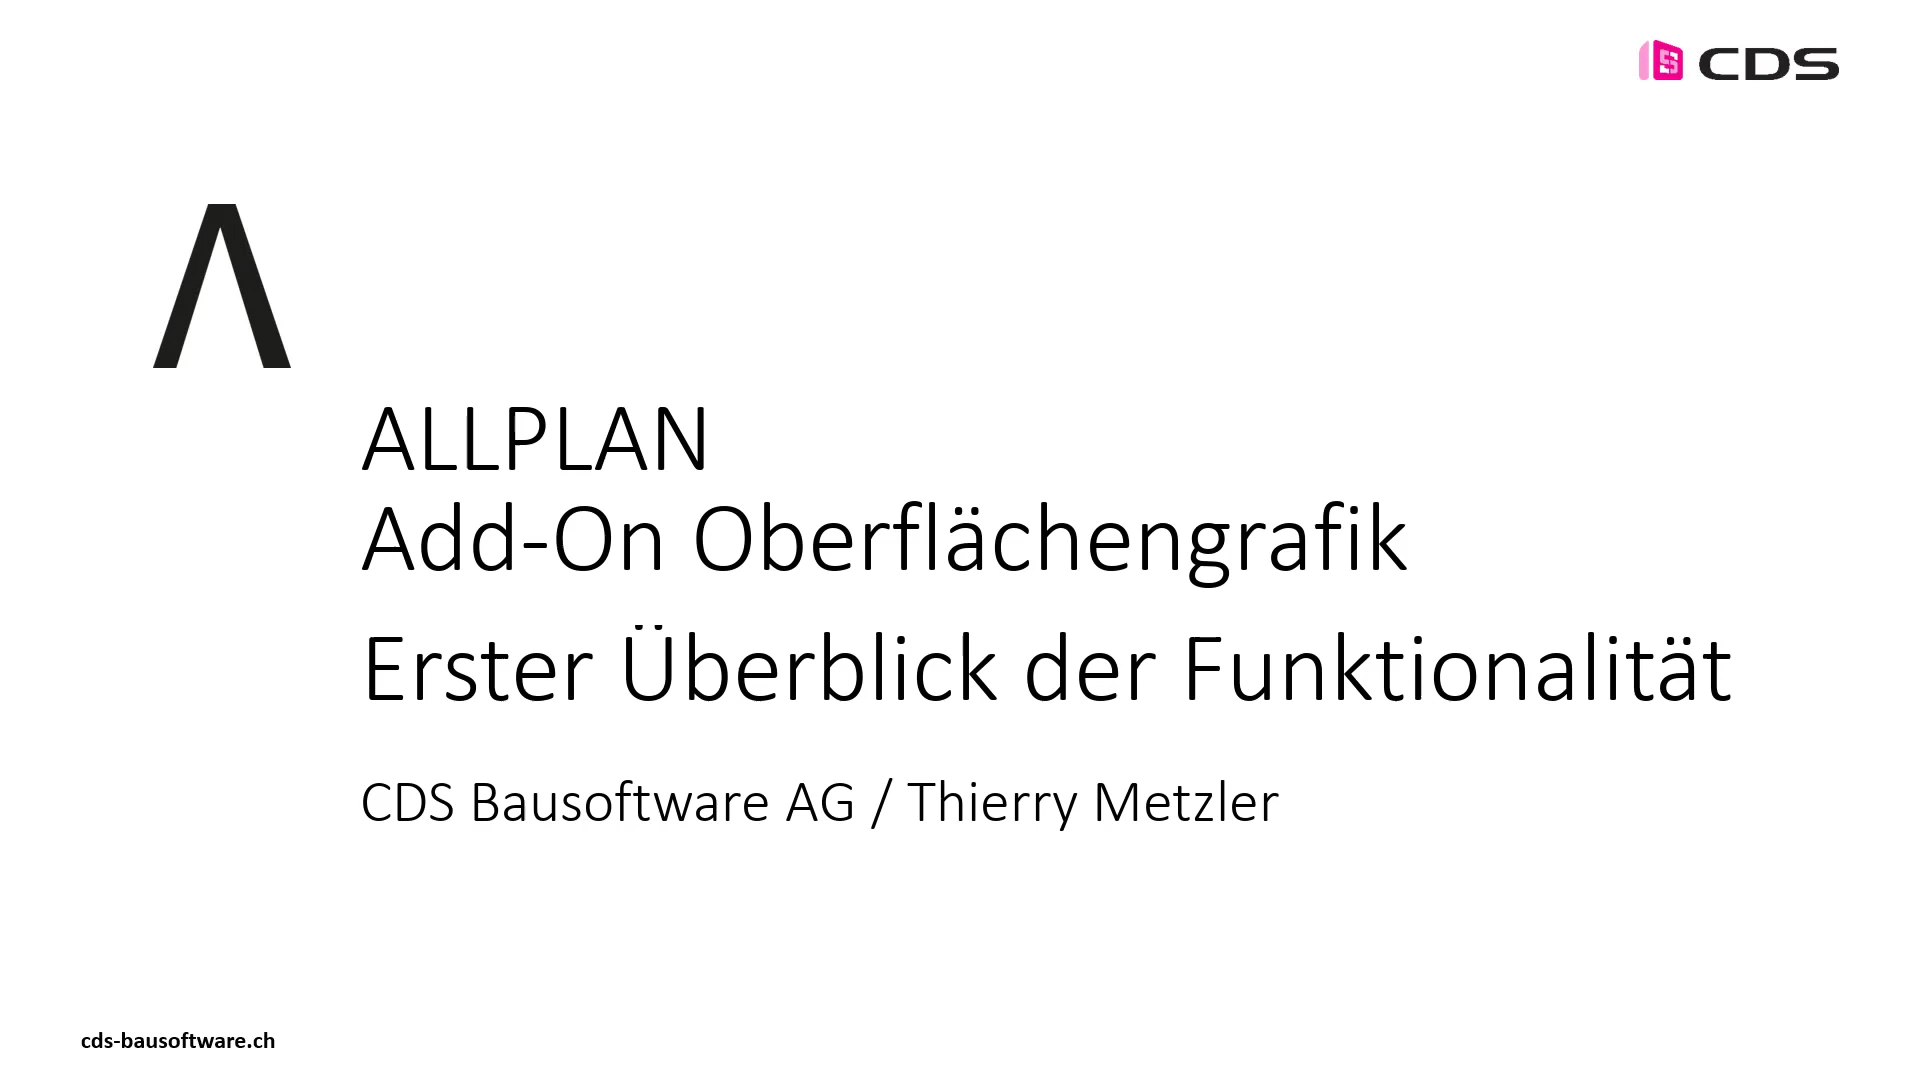 CDS
ALLPLAN
Add-On Oberflächengrafik
Erster Überblick der Funktionalität
CDS Bausoftware AG / Thierry Metzler
cds-bausoftware.ch